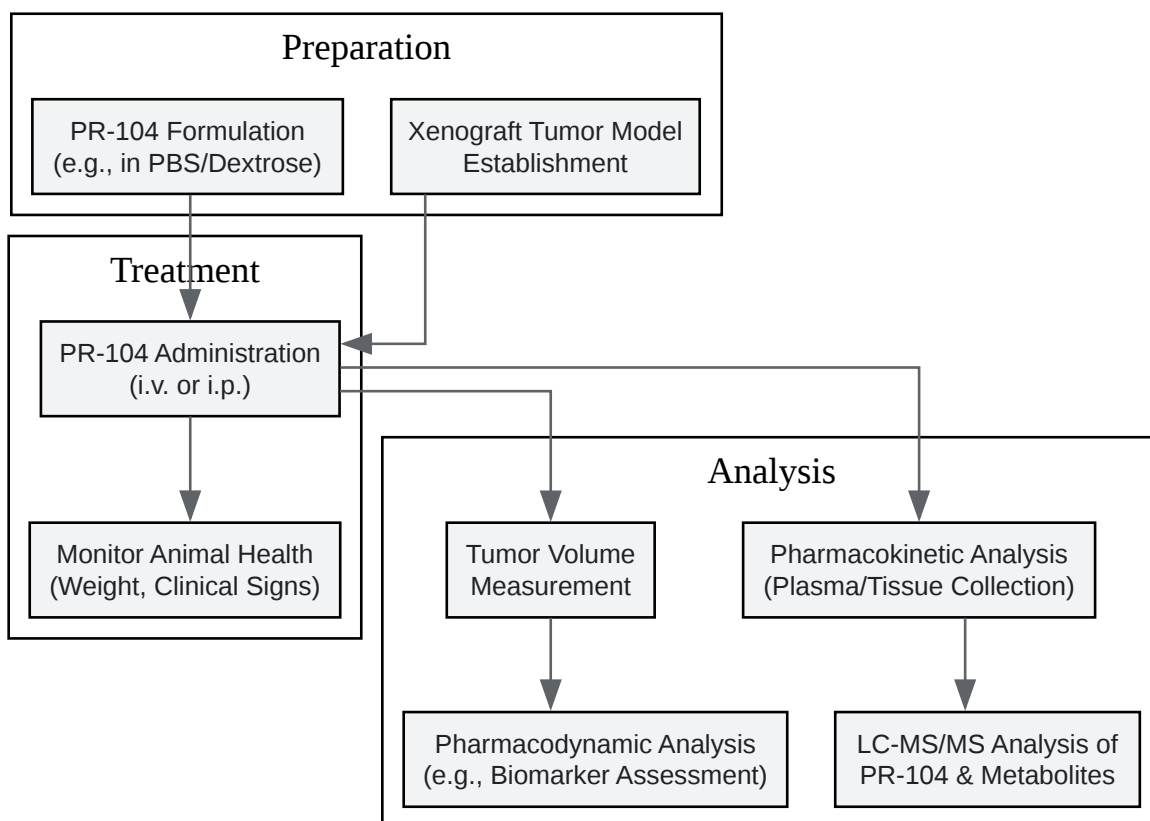 Preparation
PR-104 Formulation
(e.g., in PBS/Dextrose)
Xenograft Tumor Model
Establishment
Treatment
PR-104 Administration
(i.v. or i.p.)
Monitor Animal Health
(Weight, Clinical Signs)
Analysis
Tumor Volume
Measurement
Pharmacokinetic Analysis
(Plasma/Tissue Collection)
Pharmacodynamic Analysis
(e.g., Biomarker Assessment)
LC-MS/MS Analysis of
PR-104 & Metabolites